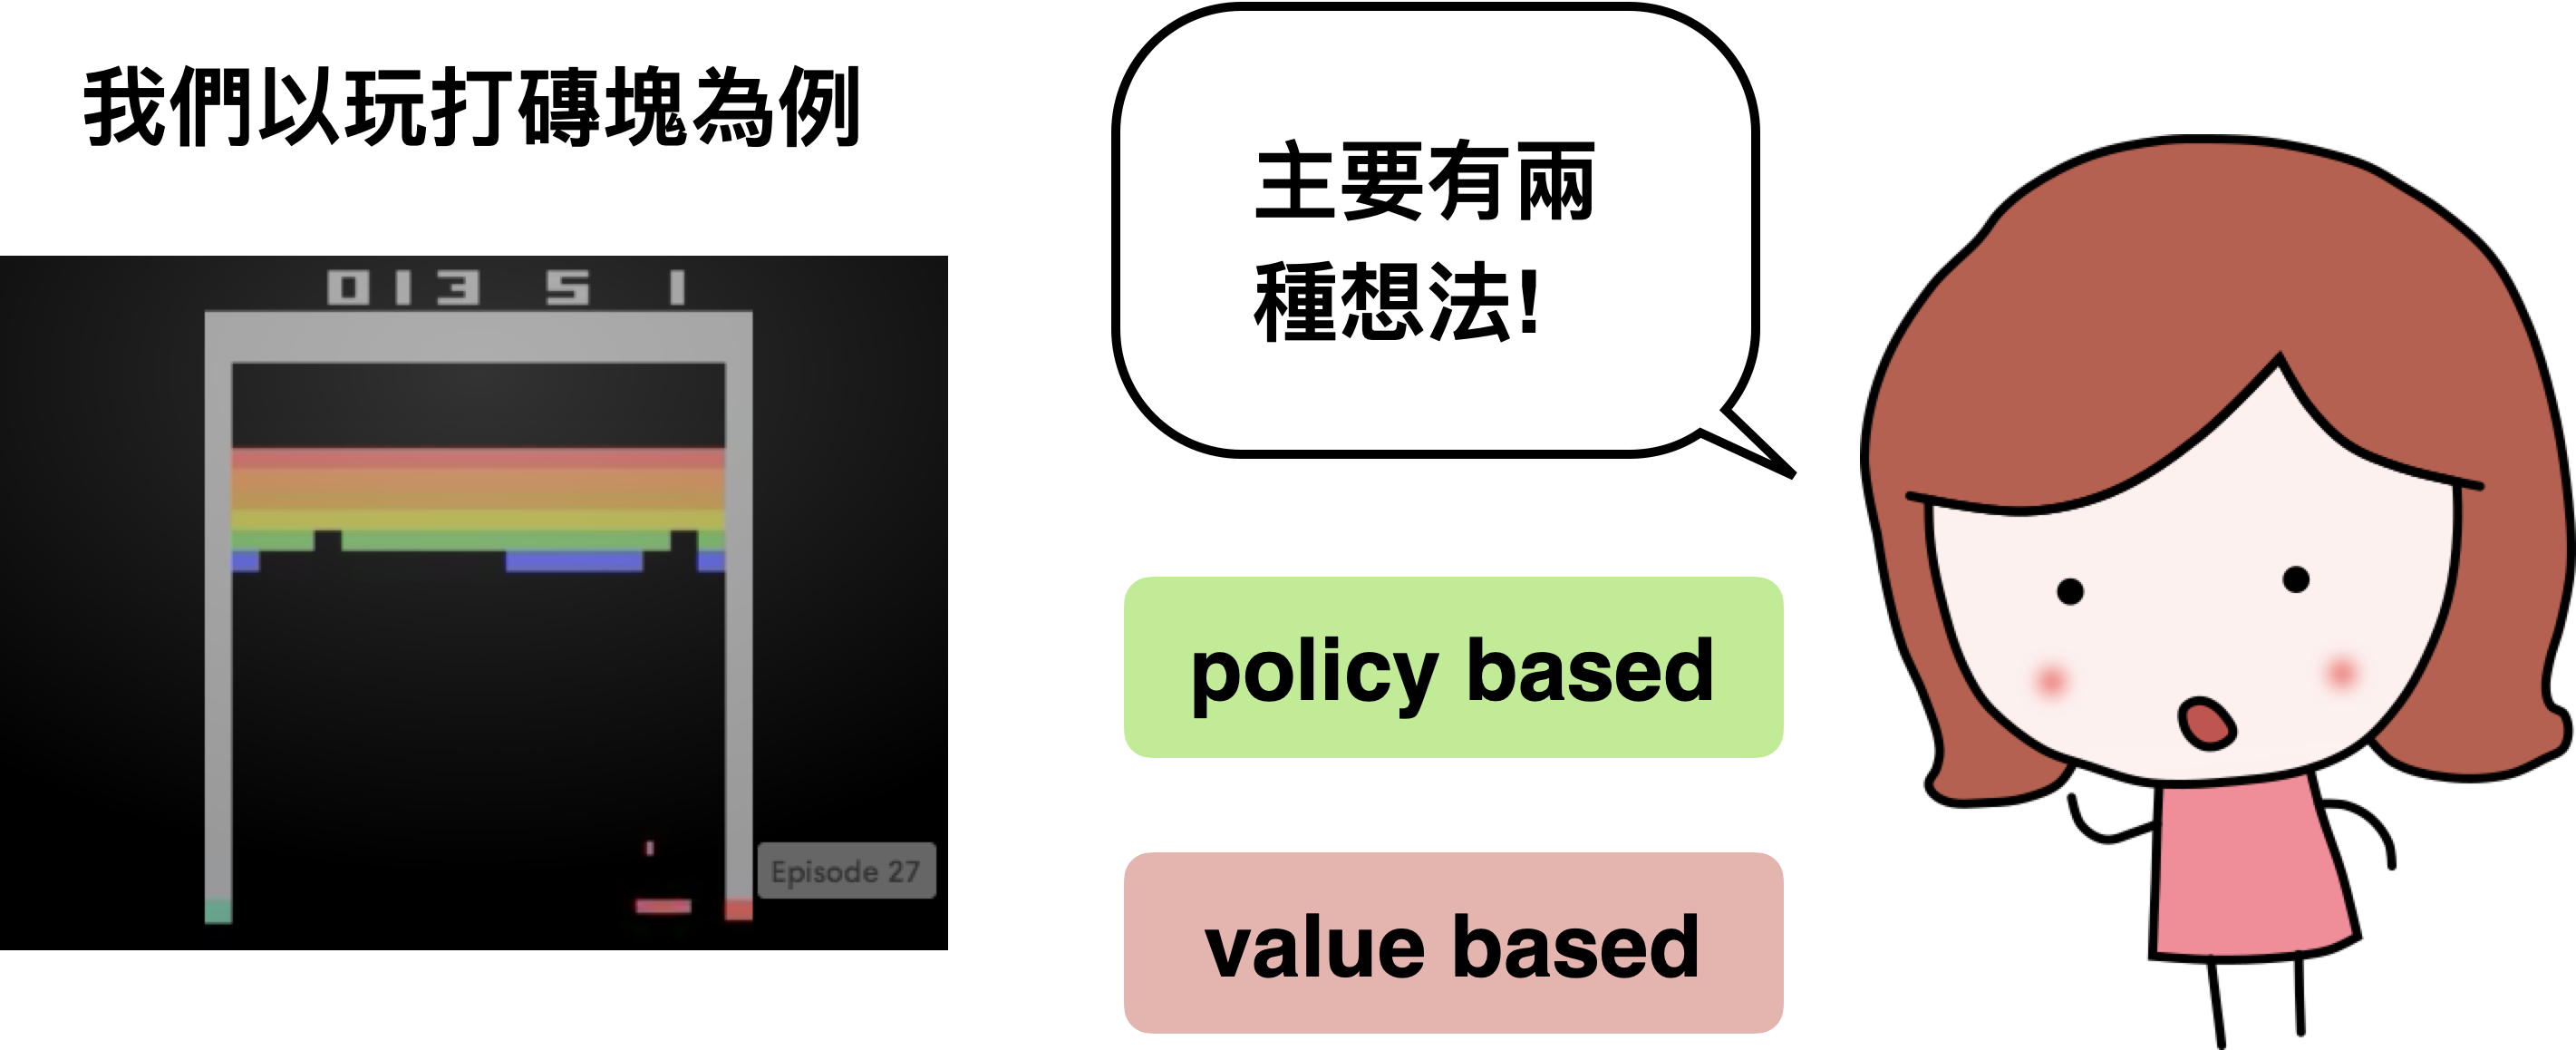 我們以玩打磚塊為例
主要有兩
種想法!
013 5 1
policy based
Episode 27
value based